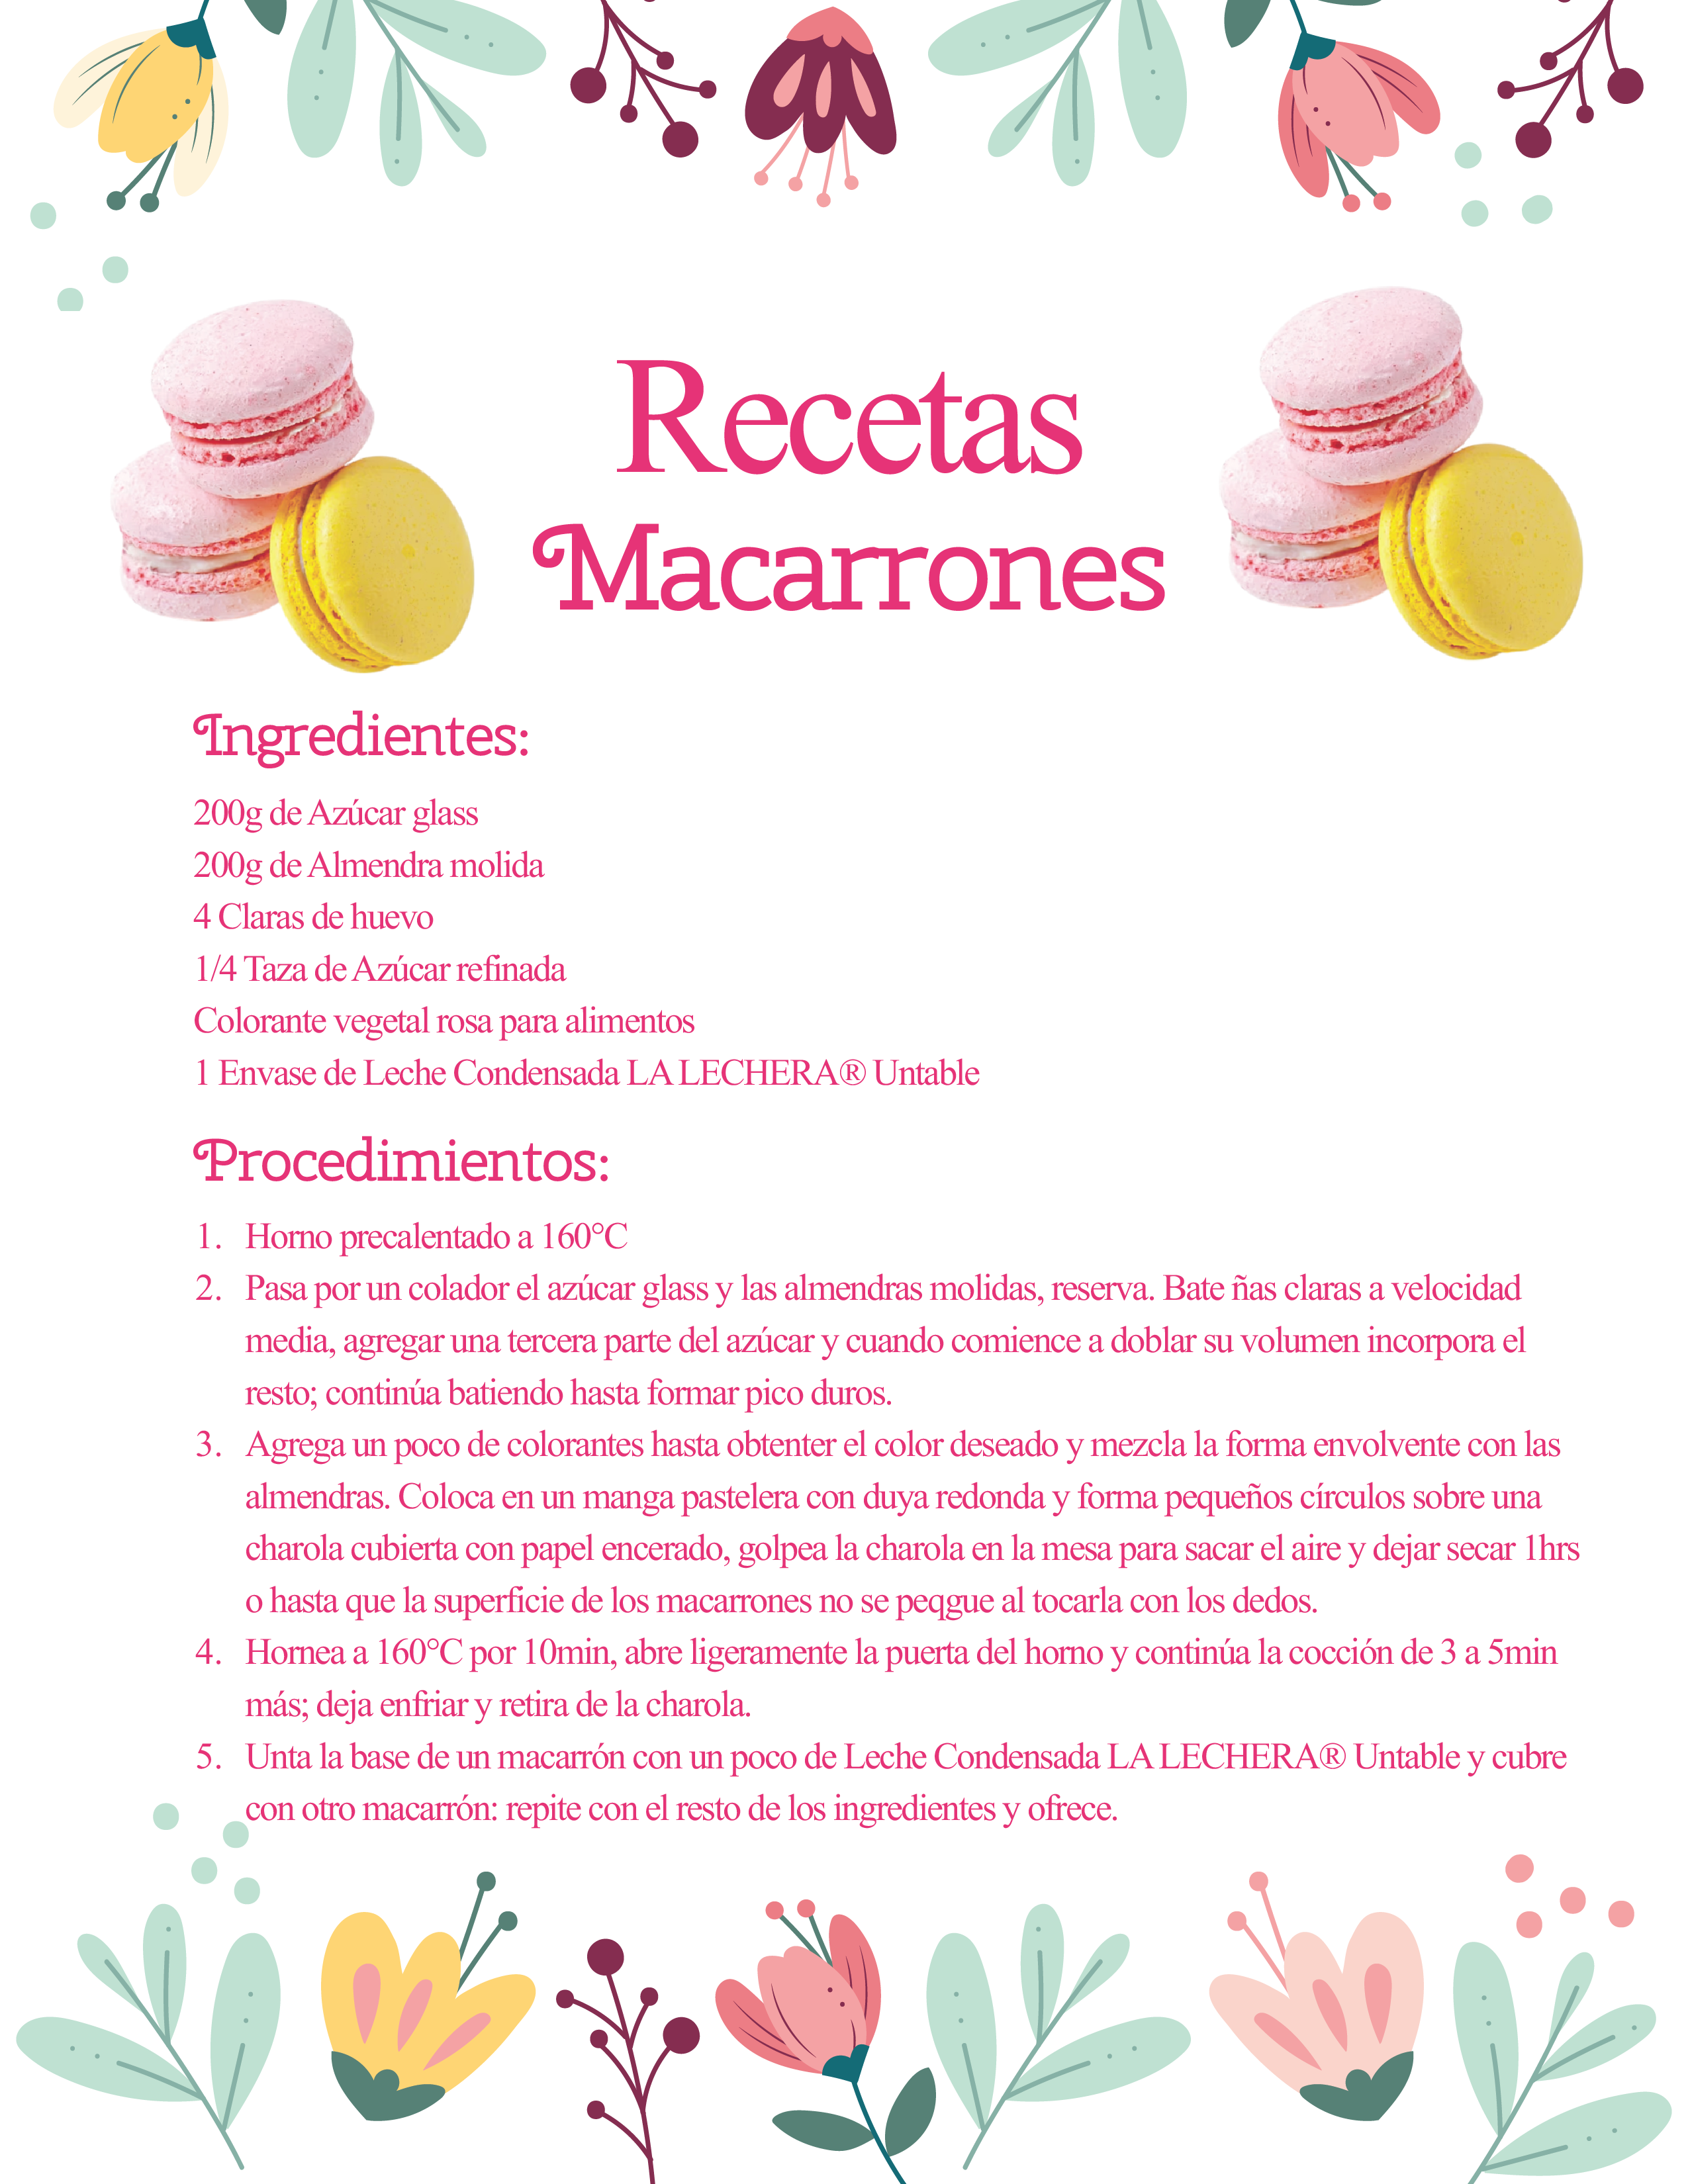 Recetas
Macarrones
Ingredientes:
200g de Azúcar glass
200g de Almendra molida
4 Claras de huevo
1/4 Taza de Azúcar refinada
Colorante vegetal rosa para alimentos
1 Envase de Leche Condensada LA LECHERA® Untable
Procedimientos:
1. Horno precalentado a 160°C
2. Pasa por un colador el azúcar glass y las almendras molidas, reserva. Bate ñas claras a velocidad
media, agregar una tercera parte del azúcar y cuando comience a doblar su volumen incorpora el
resto; continúa batiendo hasta formar pico duros.
3. Agrega un poco de colorantes hasta obtenter el color deseado y mezcla la forma envolvente con las
almendras. Coloca en un manga pastelera con duya redonda y forma pequeños círculos sobre una
charola cubierta con papel encerado, golpea la charola en la mesa para sacar el aire y dejar secar 1hrs
o hasta que la superficie de los macarrones no se peqgue al tocarla con los dedos.
4. Hornea a 160°C por 10min, abre ligeramente la puerta del horno y continúa la cocción de 3 a 5min
más; deja enfriar y retira de la charola.
5. Unta la base de un macarrón con un poco de Leche Condensada LA LECHERA® Untable y cubre
con otro macarrón: repite con el resto de los ingredientes y ofrece.